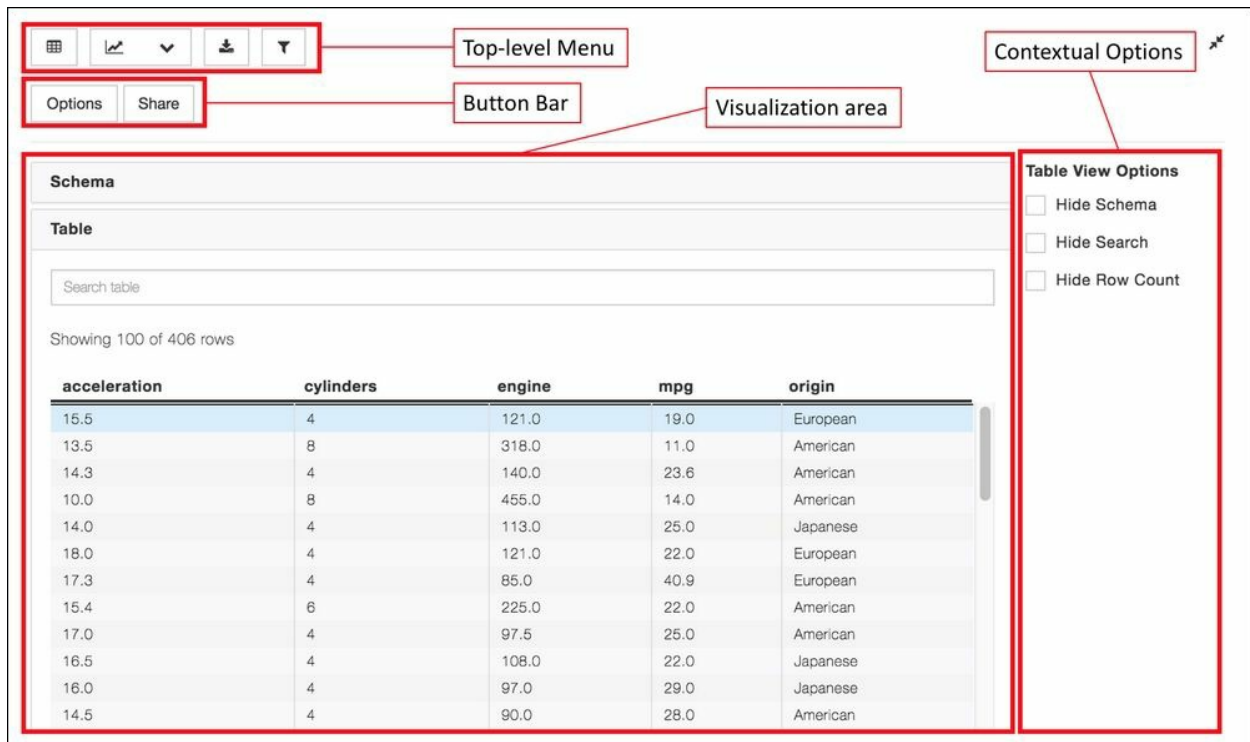 Top-level Menu
Contextual Options
Options Share
Button Bar
Visualization area
Schema
Table
Search table
Showing 100 of 406 rows
acceleration cylinders engine mpg origin
15.5 4 121.0 19.0 European
13.5 8 318.0 11.0 American
14.3 4 140.0 23.6 American
10.0 8 455.0 14.0 American
14.0 4 113.0 25.0 Japanese
18.0 4 121.0 22.0 European
17.3 4 85.0 40.9 European
15.4 6 225.0 22.0 American
17.0 4 97.5 25.0 American
16.5 4 108.0 22.0 Japanese
16.0 4 97.0 29.0 Japanese
14.5 4 90.0 28.0 American
Table View Options
Hide Schema
Hide Search
Hide Row Count